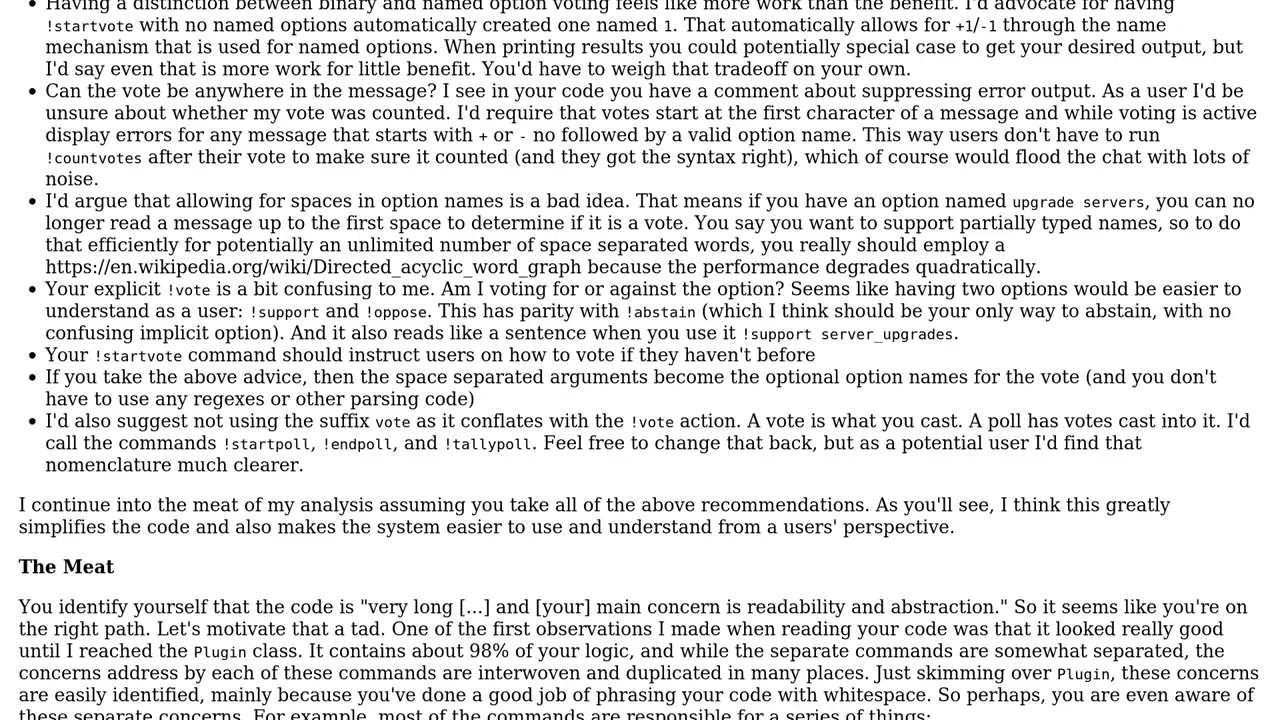 Having a distinction between binary and named option voting feels like more work than the benefit. I'd advocate for having
!startvote with no named options automatically created one named 1. That automatically allows for +1/-1 through the name
mechanism that is used for named options. When printing results you could potentially special case to get your desired output, but
I'd say even that is more work for little benefit. You'd have to weigh that tradeoff on your own.
Can the vote be anywhere in the message? I see in your code you have a comment about suppressing error output. As a user I'd be
unsure about whether my vote was counted. I'd require that votes start at the first character of a message and while voting is active
display errors for any message that starts with + or - no followed by a valid option name. This way users don't have to run
!countvotes after their vote to make sure it counted (and they got the syntax right), which of course would flood the chat with lots of
noise.
I'd argue that allowing for spaces in option names is a bad idea. That means if you have an option named upgrade servers, you can no
longer read a message up to the first space to determine if it is a vote. You say you want to support partially typed names, so to do
that efficiently for potentially an unlimited number of space separated words, you really should employ a
https://en.wikipedia.org/wiki/Directed_acyclic_word_graph because the performance degrades quadratically.
Your explicit !vote is a bit confusing to me. Am I voting for or against the option? Seems like having two options would be easier to
understand as a user: !support and !oppose. This has parity with !abstain (which I think should be your only way to abstain, with no
confusing implicit option). And it also reads like a sentence when you use it !support server_upgrades.
Your !startvote command should instruct users on how to vote if they haven't before
If you take the above advice, then the space separated arguments become the optional option names for the vote (and you don't
have to use any regexes or other parsing code)
I'd also suggest not using the suffix vote as it conflates with the !vote action. A vote is what you cast. A poll has votes cast into it. I'd
call the commands !startpoll, !endpoll, and !tallypoll. Feel free to change that back, but as a potential user I'd find that
nomenclature much clearer.
I continue into the meat of my analysis assuming you take all of the above recommendations. As you'll see, I think this greatly
simplifies the code and also makes the system easier to use and understand from a users' perspective.
The Meat
You identify yourself that the code is "very long [...] and [your] main concern is readability and abstraction." So it seems like you're on
the right path. Let's motivate that a tad. One of the first observations I made when reading your code was that it looked really good
until I reached the Plugin class. It contains about 98% of your logic, and while the separate commands are somewhat separated, the
concerns address by each of these commands are interwoven and duplicated in many places. Just skimming over Plugin, these concerns
are easily identified, mainly because you've done a good job of phrasing your code with whitespace. So perhaps, you are even aware of
these separate concerns. For example, most of the commands are responsible for a series of things: